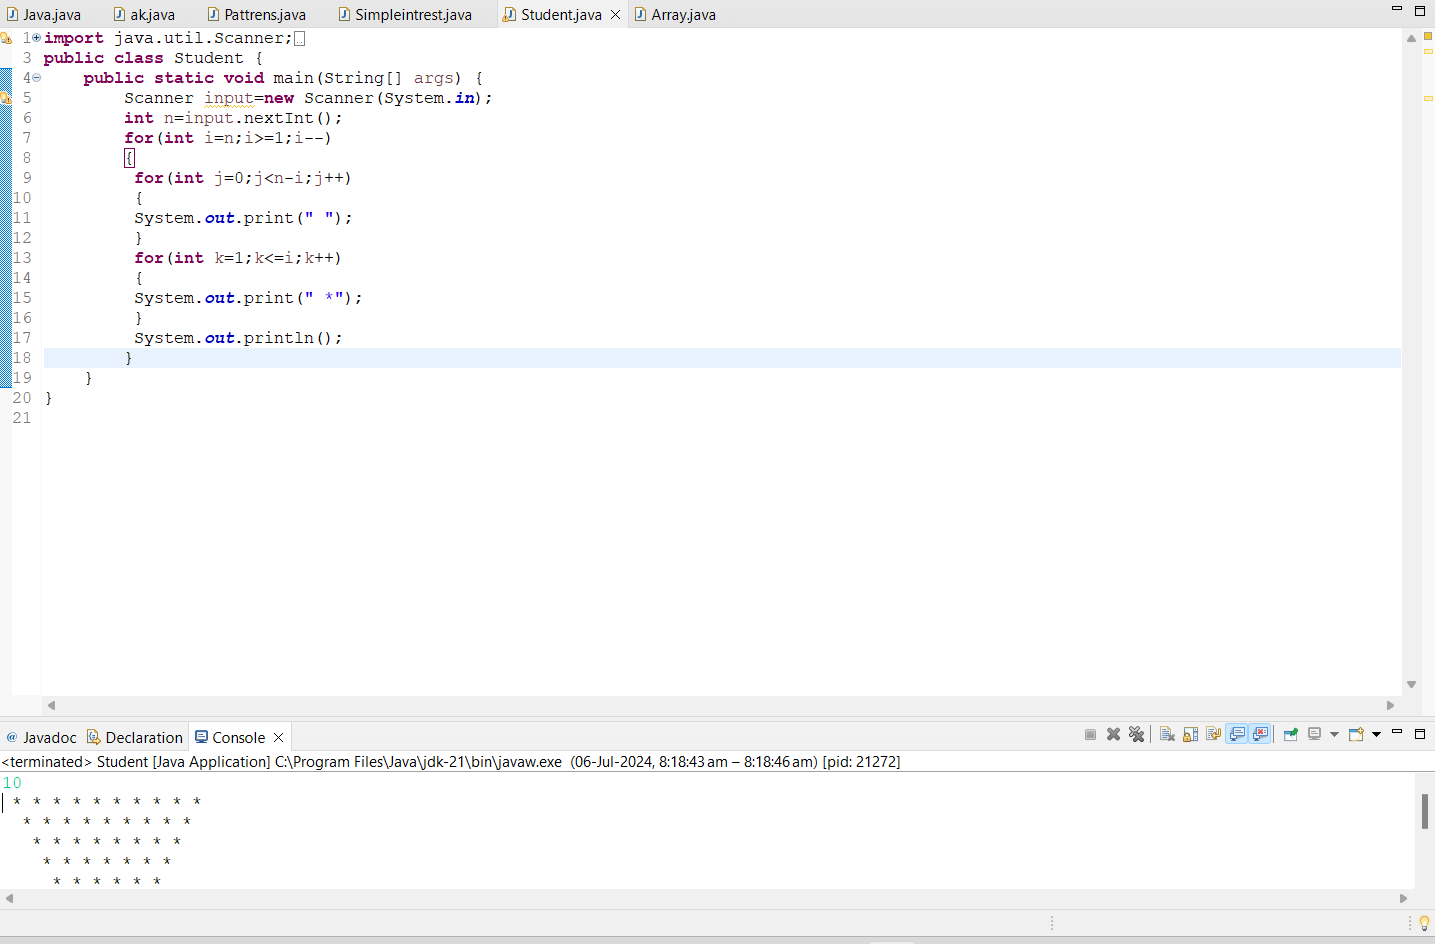 Java.java ak.java Pattrens.java Simpleintrest.java Student.java Array.java
1 import java.util.Scanner;
3 public class Student {
4     public static void main(String[] args) {
5         Scanner input=new Scanner(System.in);
6         int n=input.nextInt();
7         for(int i=n;i>=1;i--)
8         {
9          for(int j=0;j<n-i;j++)
10          {
11          System.out.print(" ");
12          }
13          for(int k=1;k<=i;k++)
14          {
15          System.out.print(" *");
16          }
17          System.out.println();
18         }
19     }
20 }
21
@ Javadoc Declaration Console
<terminated> Student [Java Application] C:\Program Files\Java\jdk-21\bin\javaw.exe (06-Jul-2024, 8:18:43 am – 8:18:46 am) [pid: 21272]
10
 * * * * * * * * * *
  * * * * * * * * *
   * * * * * * * *
    * * * * * * *
     * * * * * *